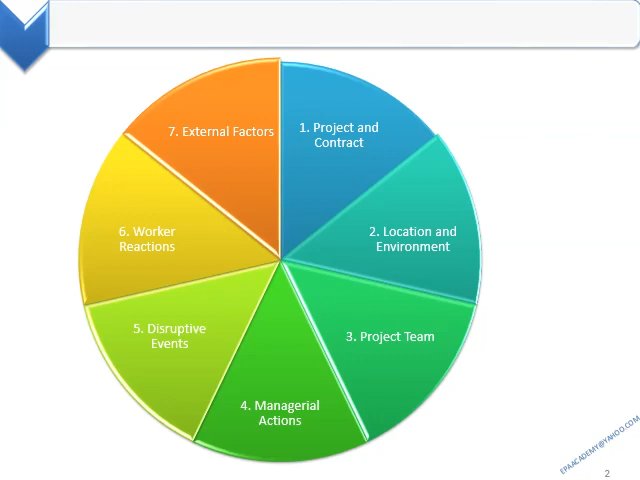 1. Project and
Contract
2. Location and
Environment
3. Project Team
4. Managerial
Actions
5. Disruptive
Events
6. Worker
Reactions
7. External Factors
EPAACADEMY@YAHOO.COM
2